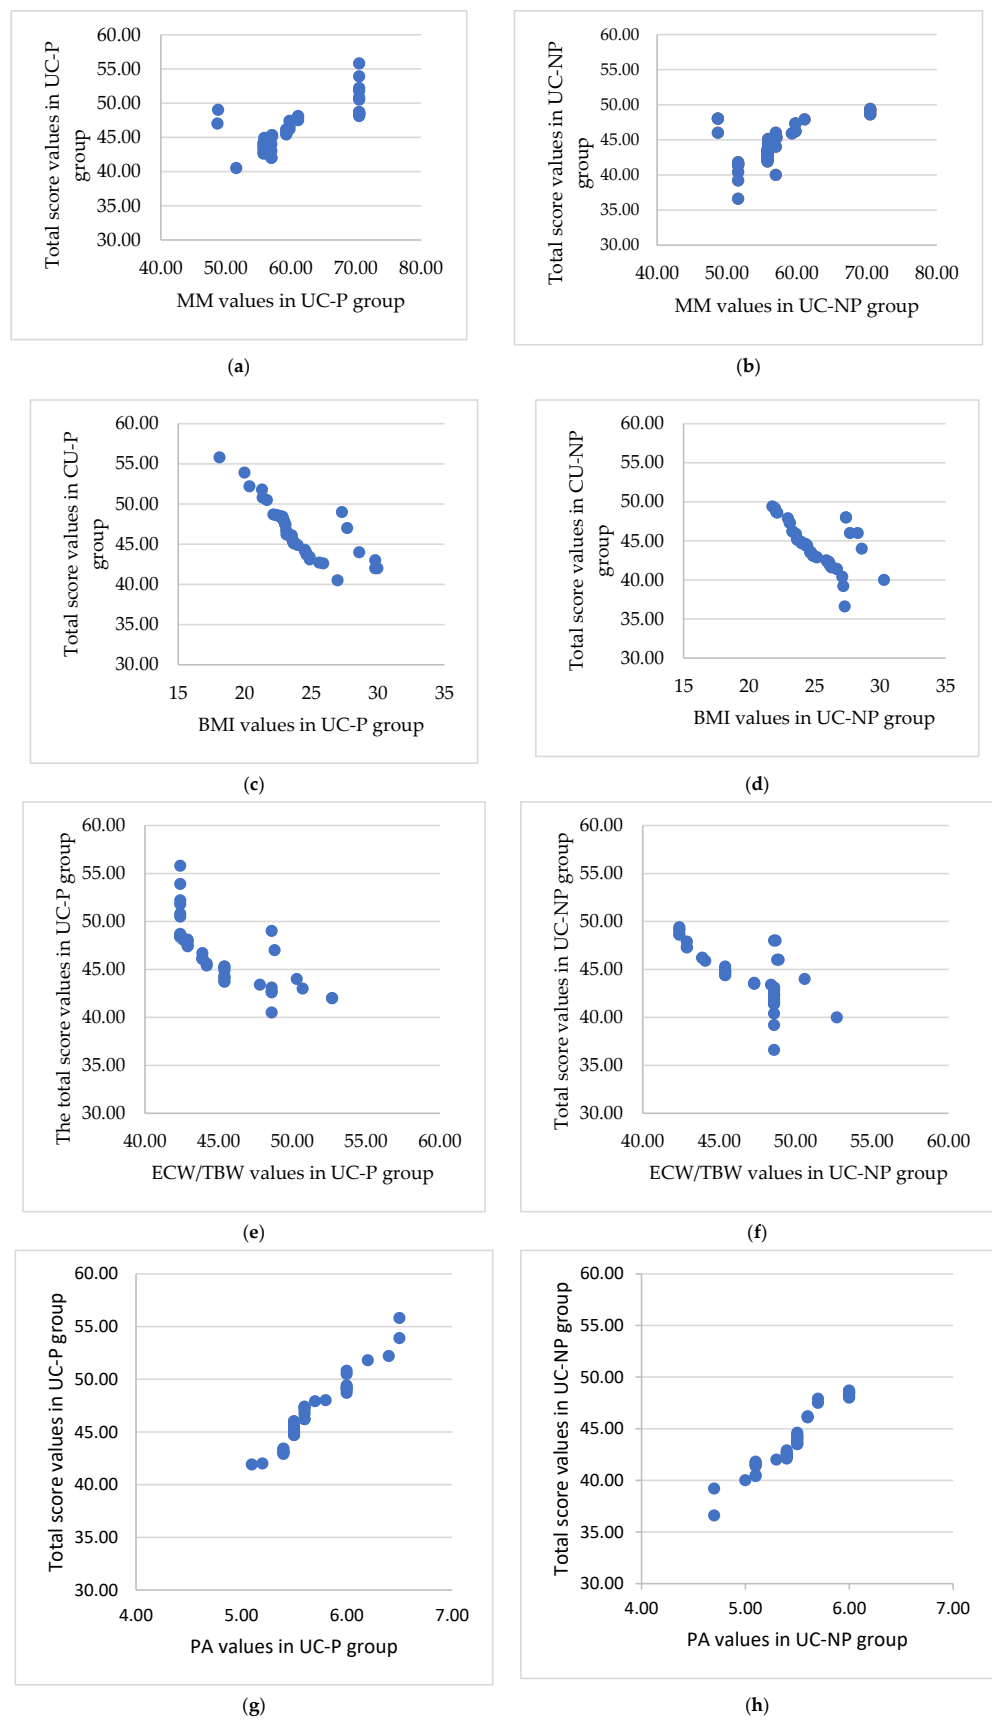 Total score values in UC-P
group
60.00
55.00
50.00
45.00
40.00
35.00
30.00
40.00 50.00 60.00 70.00 80.00
MM values in UC-P group
(a)
Total score values in UC-NP
group
60.00
55.00
50.00
45.00
40.00
35.00
30.00
40.00 50.00 60.00 70.00 80.00
MM values in UC-NP group
(b)
Total score values in CU-P
group
60.00
55.00
50.00
45.00
40.00
35.00
30.00
15 20 25 30 35
BMI values in UC-P group
(c)
Total score values in CU-NP
group
60.00
55.00
50.00
45.00
40.00
35.00
30.00
15 20 25 30 35
BMI values in UC-NP group
(d)
The total score values in UC-P group
60.00
55.00
50.00
45.00
40.00
35.00
30.00
40.00 45.00 50.00 55.00 60.00
ECW/TBW values in UC-P group
(e)
Total score values in UC-NP group
60.00
55.00
50.00
45.00
40.00
35.00
30.00
40.00 45.00 50.00 55.00 60.00
ECW/TBW values in UC-NP group
(f)
Total score values in UC-P group
60.00
55.00
50.00
45.00
40.00
35.00
30.00
4.00 5.00 6.00 7.00
PA values in UC-P group
(g)
Total score values in UC-NP group
60.00
55.00
50.00
45.00
40.00
35.00
30.00
4.00 5.00 6.00 7.00
PA values in UC-NP group
(h)